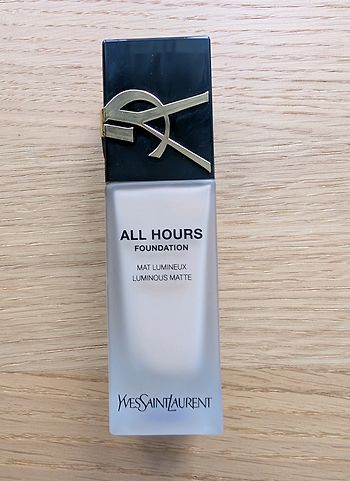 ALL HOURS
FOUNDATION
MAT LUMINEUX
LUMINOUS MATTE
YVESSAINTLAURENT